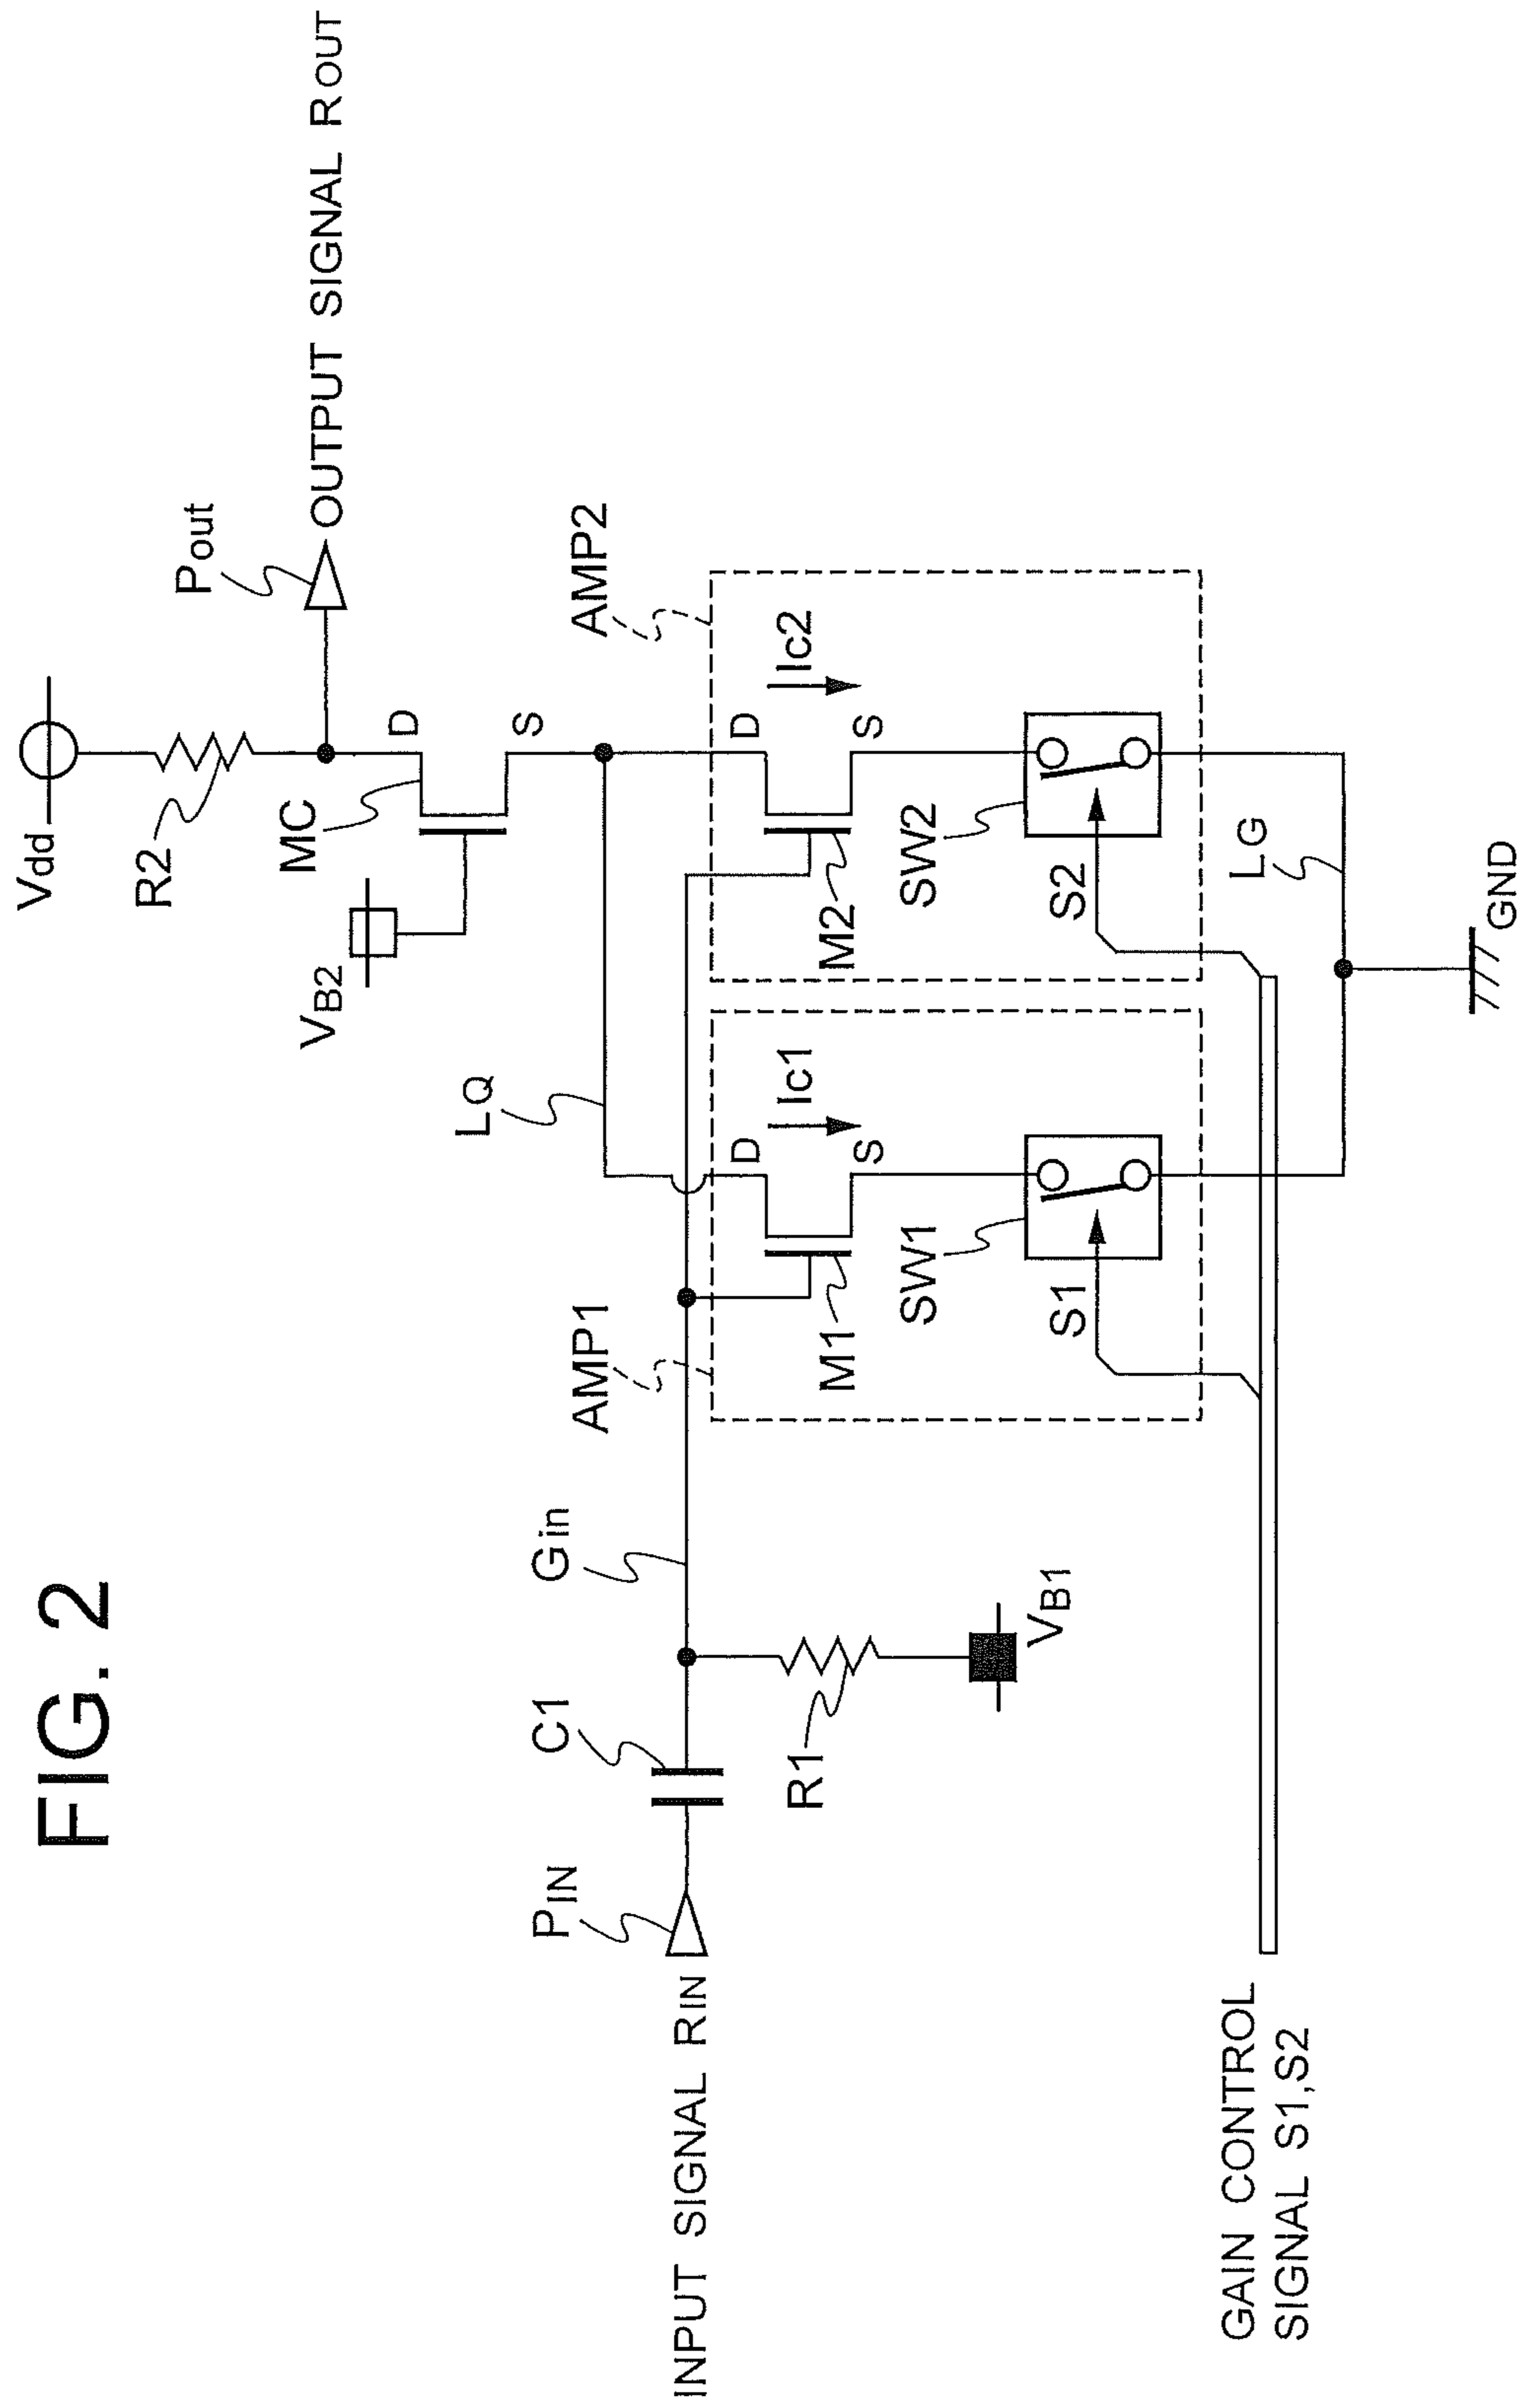 FIG. 2
Vdd
R2
Pout
OUTPUT SIGNAL ROUT
MC
D
S
VB2
LQ
AMP1
AMP2
Gin
C1
PIN
INPUT SIGNAL RIN
R1
VB1
D
Ic1
S
M1
D
Ic2
S
M2
SW1
S1
SW2
S2
LG
GND
GAIN CONTROL
SIGNAL S1,S2